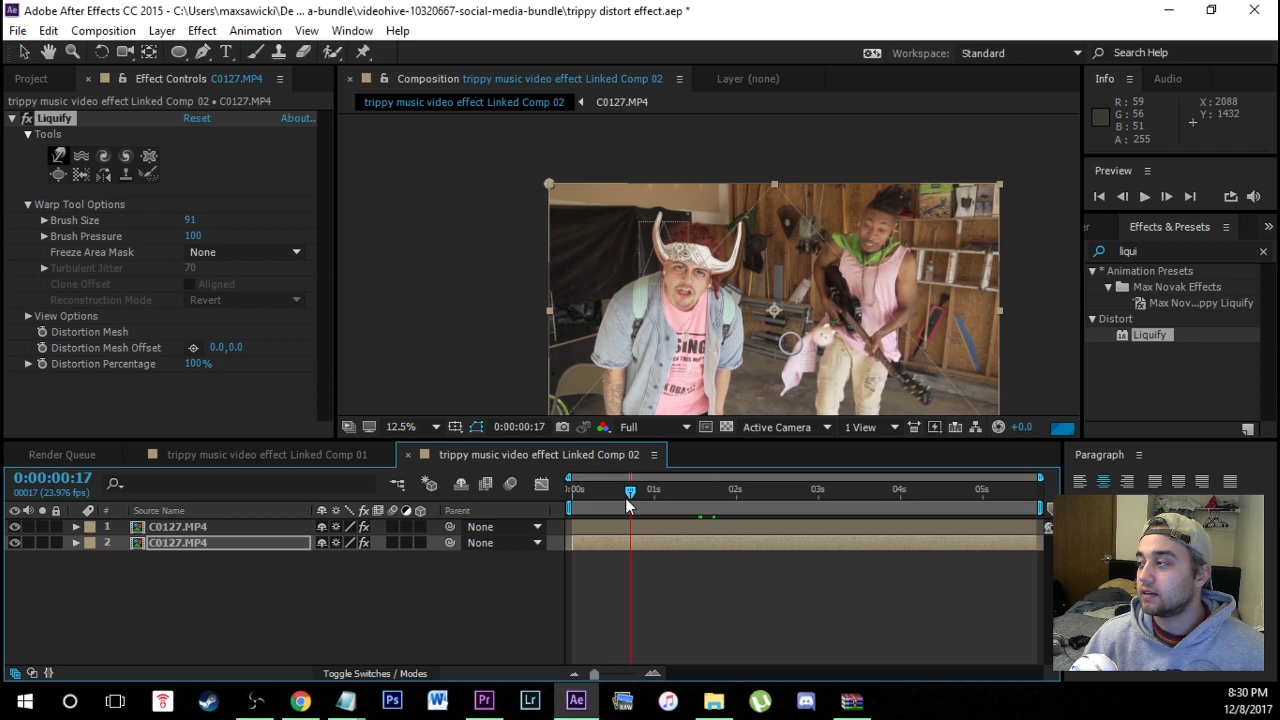 Adobe After Effects CC 2015 - C:\Users\maxsawicki\De ... a-bundle\videohive-10320667-social-media-bundle\trippy distort effect.aep *
File Edit Composition Layer Effect Animation View Window Help
Workspace: Standard Search Help
Project Effect Controls C0127.MP4 Composition trippy music video effect Linked Comp 02 Layer (none) Info Audio
trippy music video effect Linked Comp 02 • C0127.MP4 trippy music video effect Linked Comp 02 C0127.MP4
R: 59 X: 2088
G: 56 Y: 1432
B: 51
A: 255
fx Liquify Reset About..
Tools
Preview
Warp Tool Options
Brush Size 91
Brush Pressure 100
Freeze Area Mask None
Turbulent Jitter 70
Clone Offset Aligned
Reconstruction Mode Revert
View Options
Distortion Mesh
Distortion Mesh Offset 0.0,0.0
Distortion Percentage 100%
Effects & Presets
liqui
* Animation Presets
Max Novak Effects
Max Nov...ppy Liquify
Distort
Liquify
12.5% 0:00:00:17 Full Active Camera 1 View +0.0
Render Queue trippy music video effect Linked Comp 01 trippy music video effect Linked Comp 02 Paragraph
0:00:00:17
00017 (23.976 fps)
:00s 01s 02s 03s 04s 05s
# Source Name fx Parent
1 C0127.MP4 fx None
2 C0127.MP4 fx None
Toggle Switches / Modes
Ps W Pr Lr Ae RAW
8:30 PM
12/8/2017